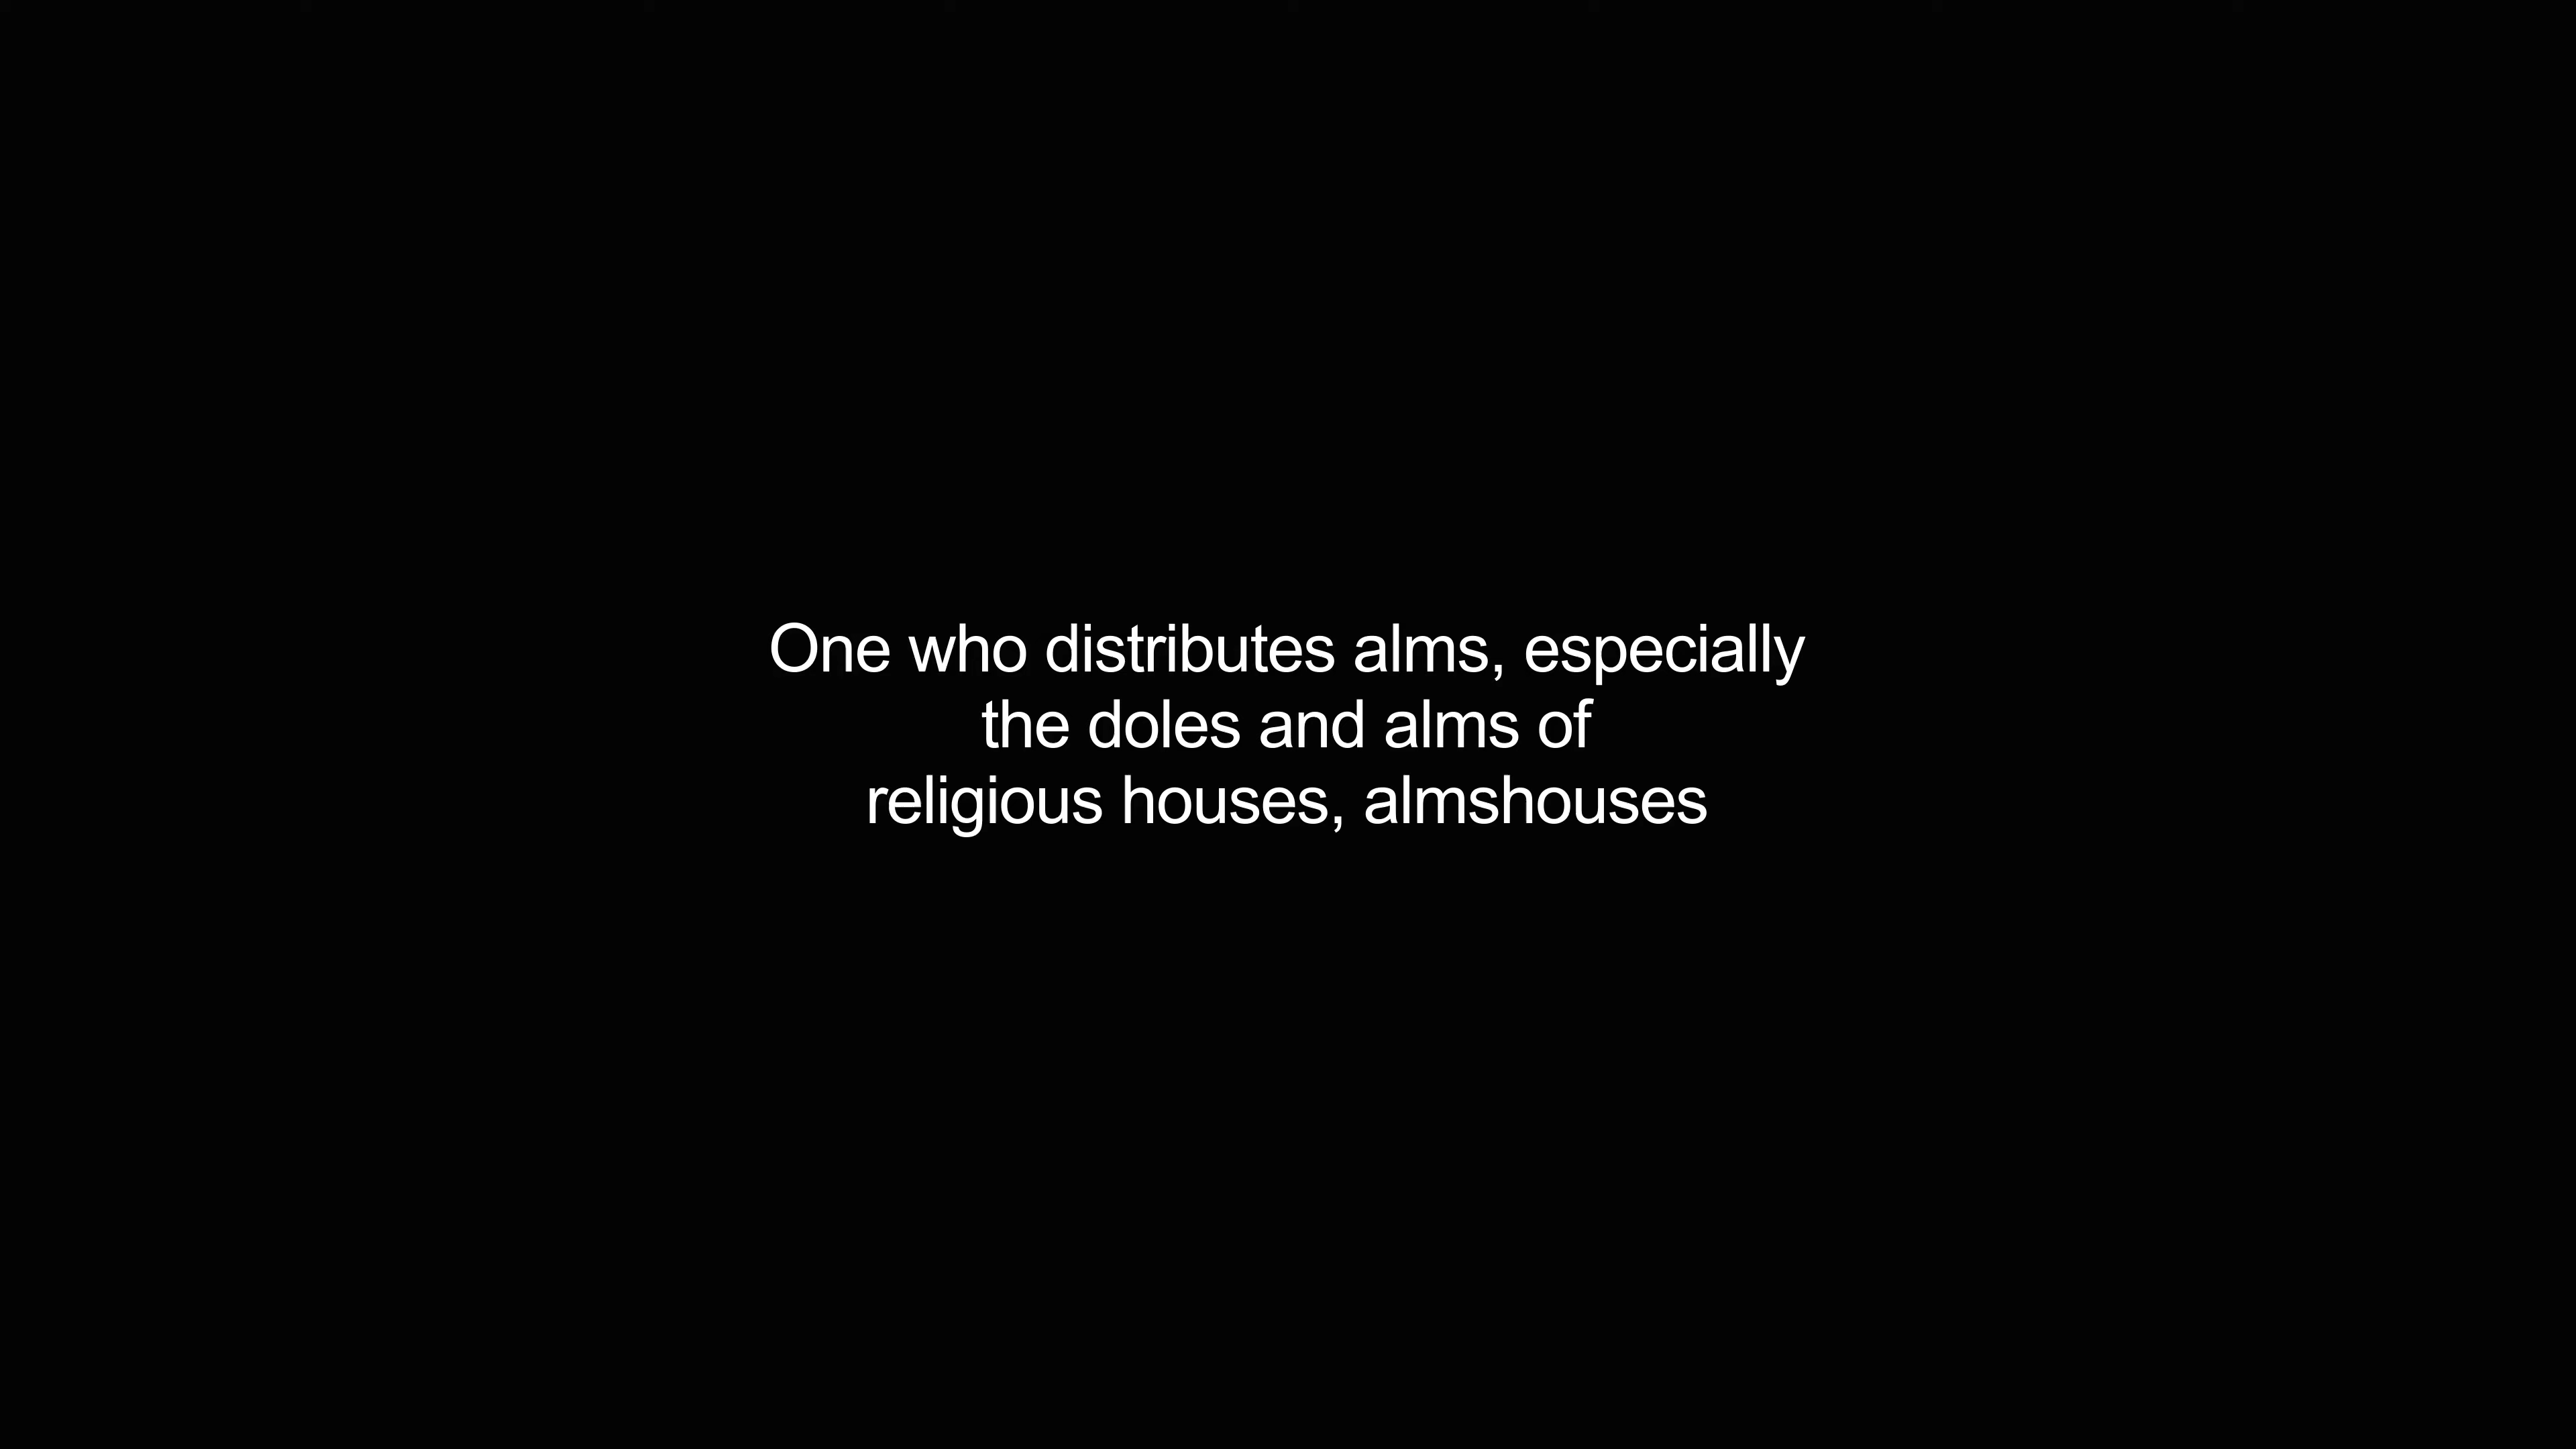 One who distributes alms, especially
the doles and alms of
religious houses, almshouses